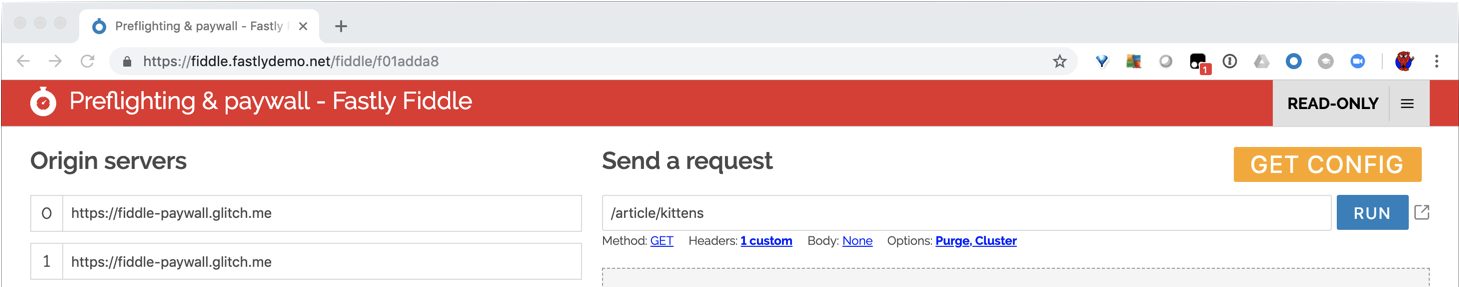 Preflighting & paywall - Fastly
https://fiddle.fastlydemo.net/fiddle/f01adda8
1
Preflighting & paywall - Fastly Fiddle
READ-ONLY
Origin servers
Send a request
GET CONFIG
0 https://fiddle-paywall.glitch.me
/article/kittens
RUN
Method: GET Headers: 1 custom Body: None Options: Purge, Cluster
1 https://fiddle-paywall.glitch.me